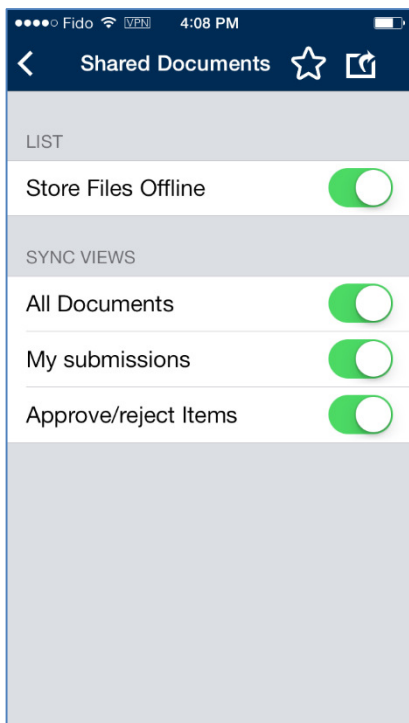 Fido VPN 4:08 PM
Shared Documents
LIST
Store Files Offline
SYNC VIEWS
All Documents
My submissions
Approve/reject Items